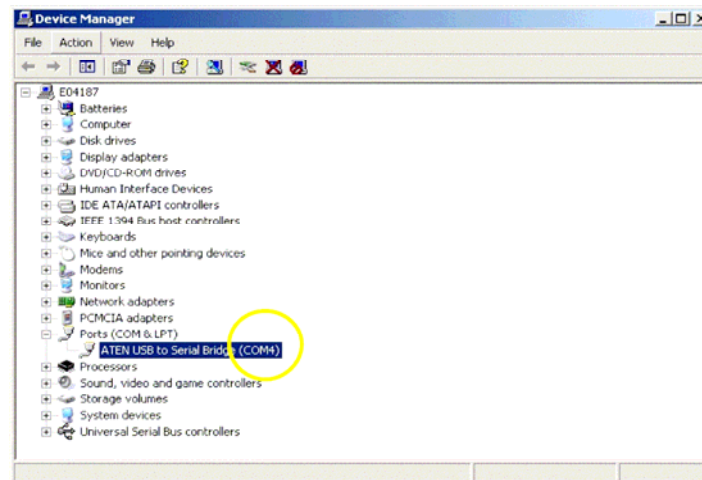 Device Manager
File Action View Help
E04187
Batteries
Computer
Disk drives
Display adapters
DVD/CD-ROM drives
Human Interface Devices
IDE ATA/ATAPI controllers
IEEE 1394 Bus host controllers
Keyboards
Mice and other pointing devices
Modems
Monitors
Network adapters
PCMCIA adapters
Ports (COM & LPT)
ATEN USB to Serial Bridge (COM4)
Processors
Sound, video and game controllers
Storage volumes
System devices
Universal Serial Bus controllers